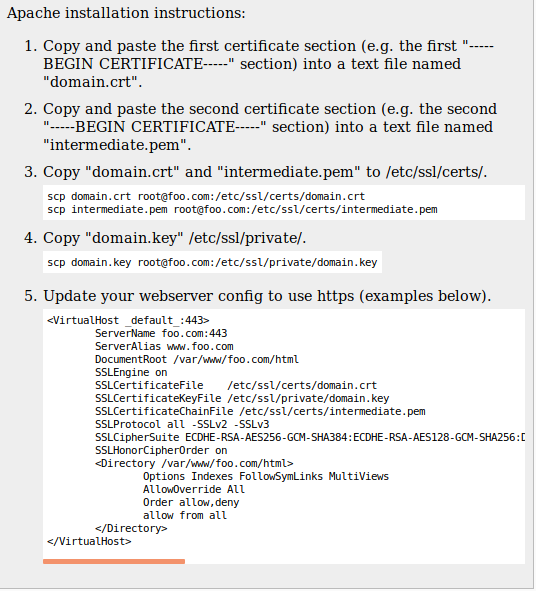 Apache installation instructions:
1. Copy and paste the first certificate section (e.g. the first "-----
BEGIN CERTIFICATE-----" section) into a text file named
"domain.crt".
2. Copy and paste the second certificate section (e.g. the second
"-----BEGIN CERTIFICATE-----" section) into a text file named
"intermediate.pem".
3. Copy "domain.crt" and "intermediate.pem" to /etc/ssl/certs/.
scp domain.crt root@foo.com:/etc/ssl/certs/domain.crt
scp intermediate.pem root@foo.com:/etc/ssl/certs/intermediate.pem
4. Copy "domain.key" /etc/ssl/private/.
scp domain.key root@foo.com:/etc/ssl/private/domain.key
5. Update your webserver config to use https (examples below).
<VirtualHost _default_:443>
ServerName foo.com:443
ServerAlias www.foo.com
DocumentRoot /var/www/foo.com/html
SSLEngine on
SSLCertificateFile    /etc/ssl/certs/domain.crt
SSLCertificateKeyFile /etc/ssl/private/domain.key
SSLCertificateChainFile /etc/ssl/certs/intermediate.pem
SSLProtocol all -SSLv2 -SSLv3
SSLCipherSuite ECDHE-RSA-AES256-GCM-SHA384:ECDHE-RSA-AES128-GCM-SHA256:
SSLHonorCipherOrder on
<Directory /var/www/foo.com/html>
Options Indexes FollowSymLinks MultiViews
AllowOverride All
Order allow,deny
allow from all
</Directory>
</VirtualHost>